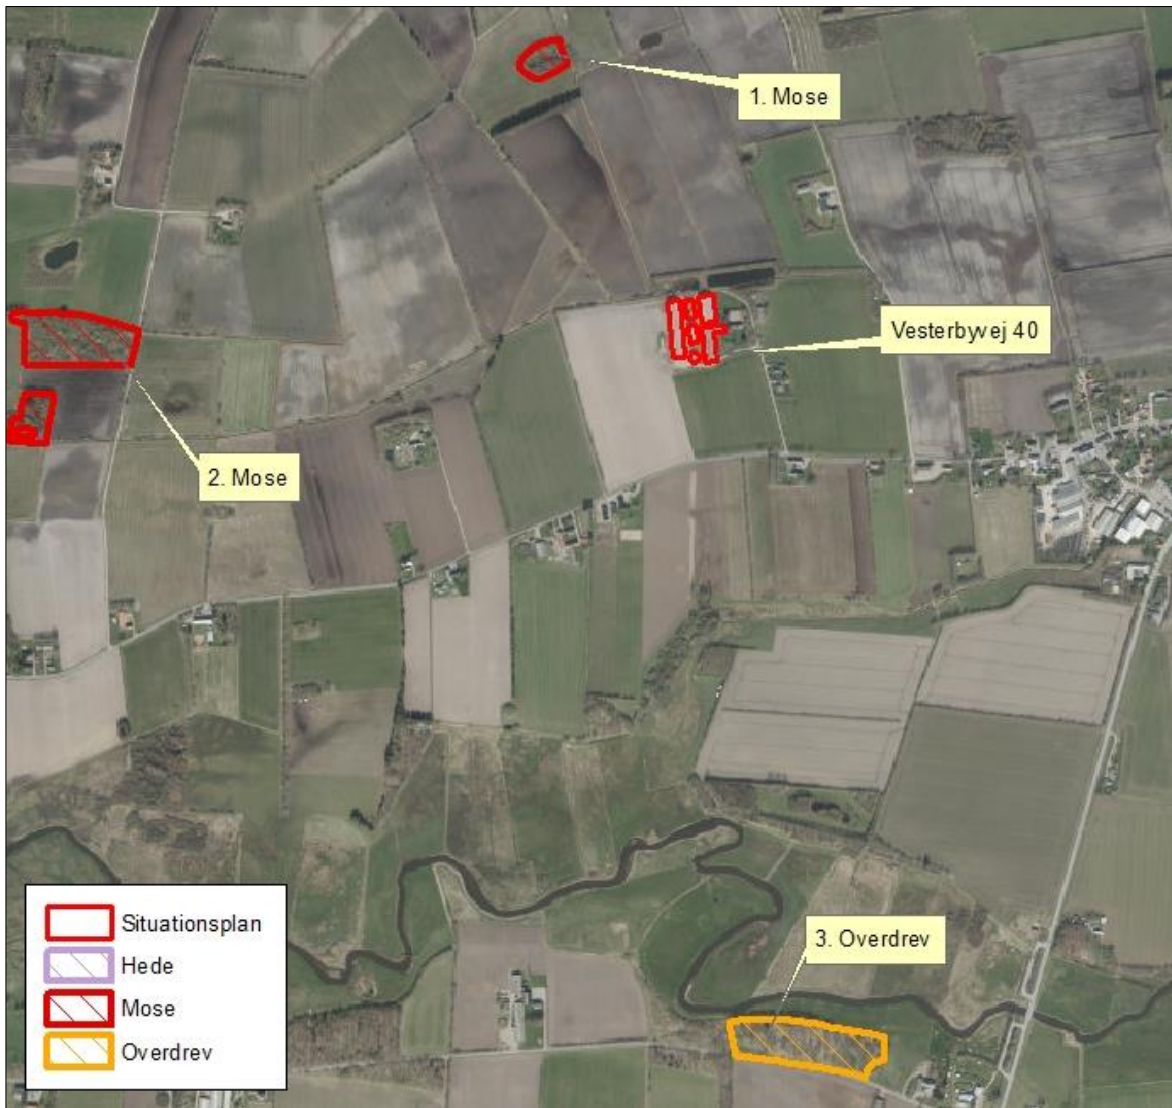 1. Mose
Vesterbyvej 40
2. Mose
3. Overdrev
Situationsplan
Hede
Mose
Overdrev